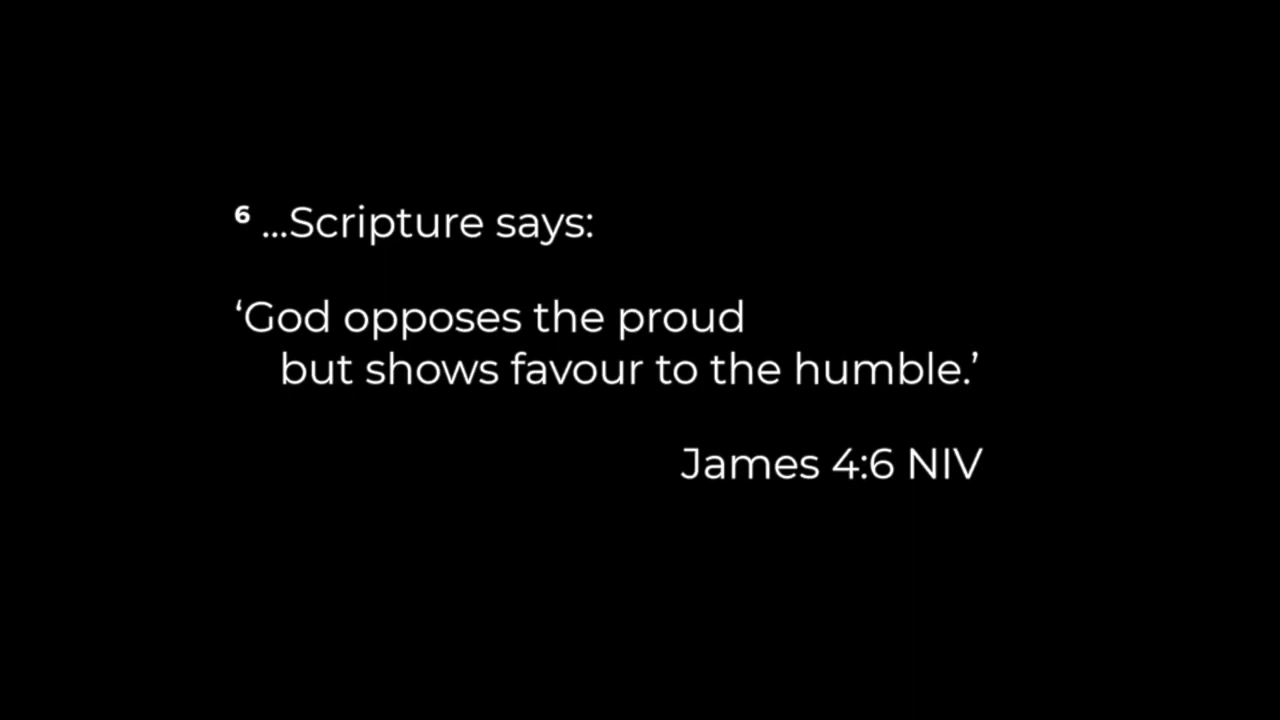 ⁶ ...Scripture says:
‘God opposes the proud
but shows favour to the humble.’
James 4:6 NIV